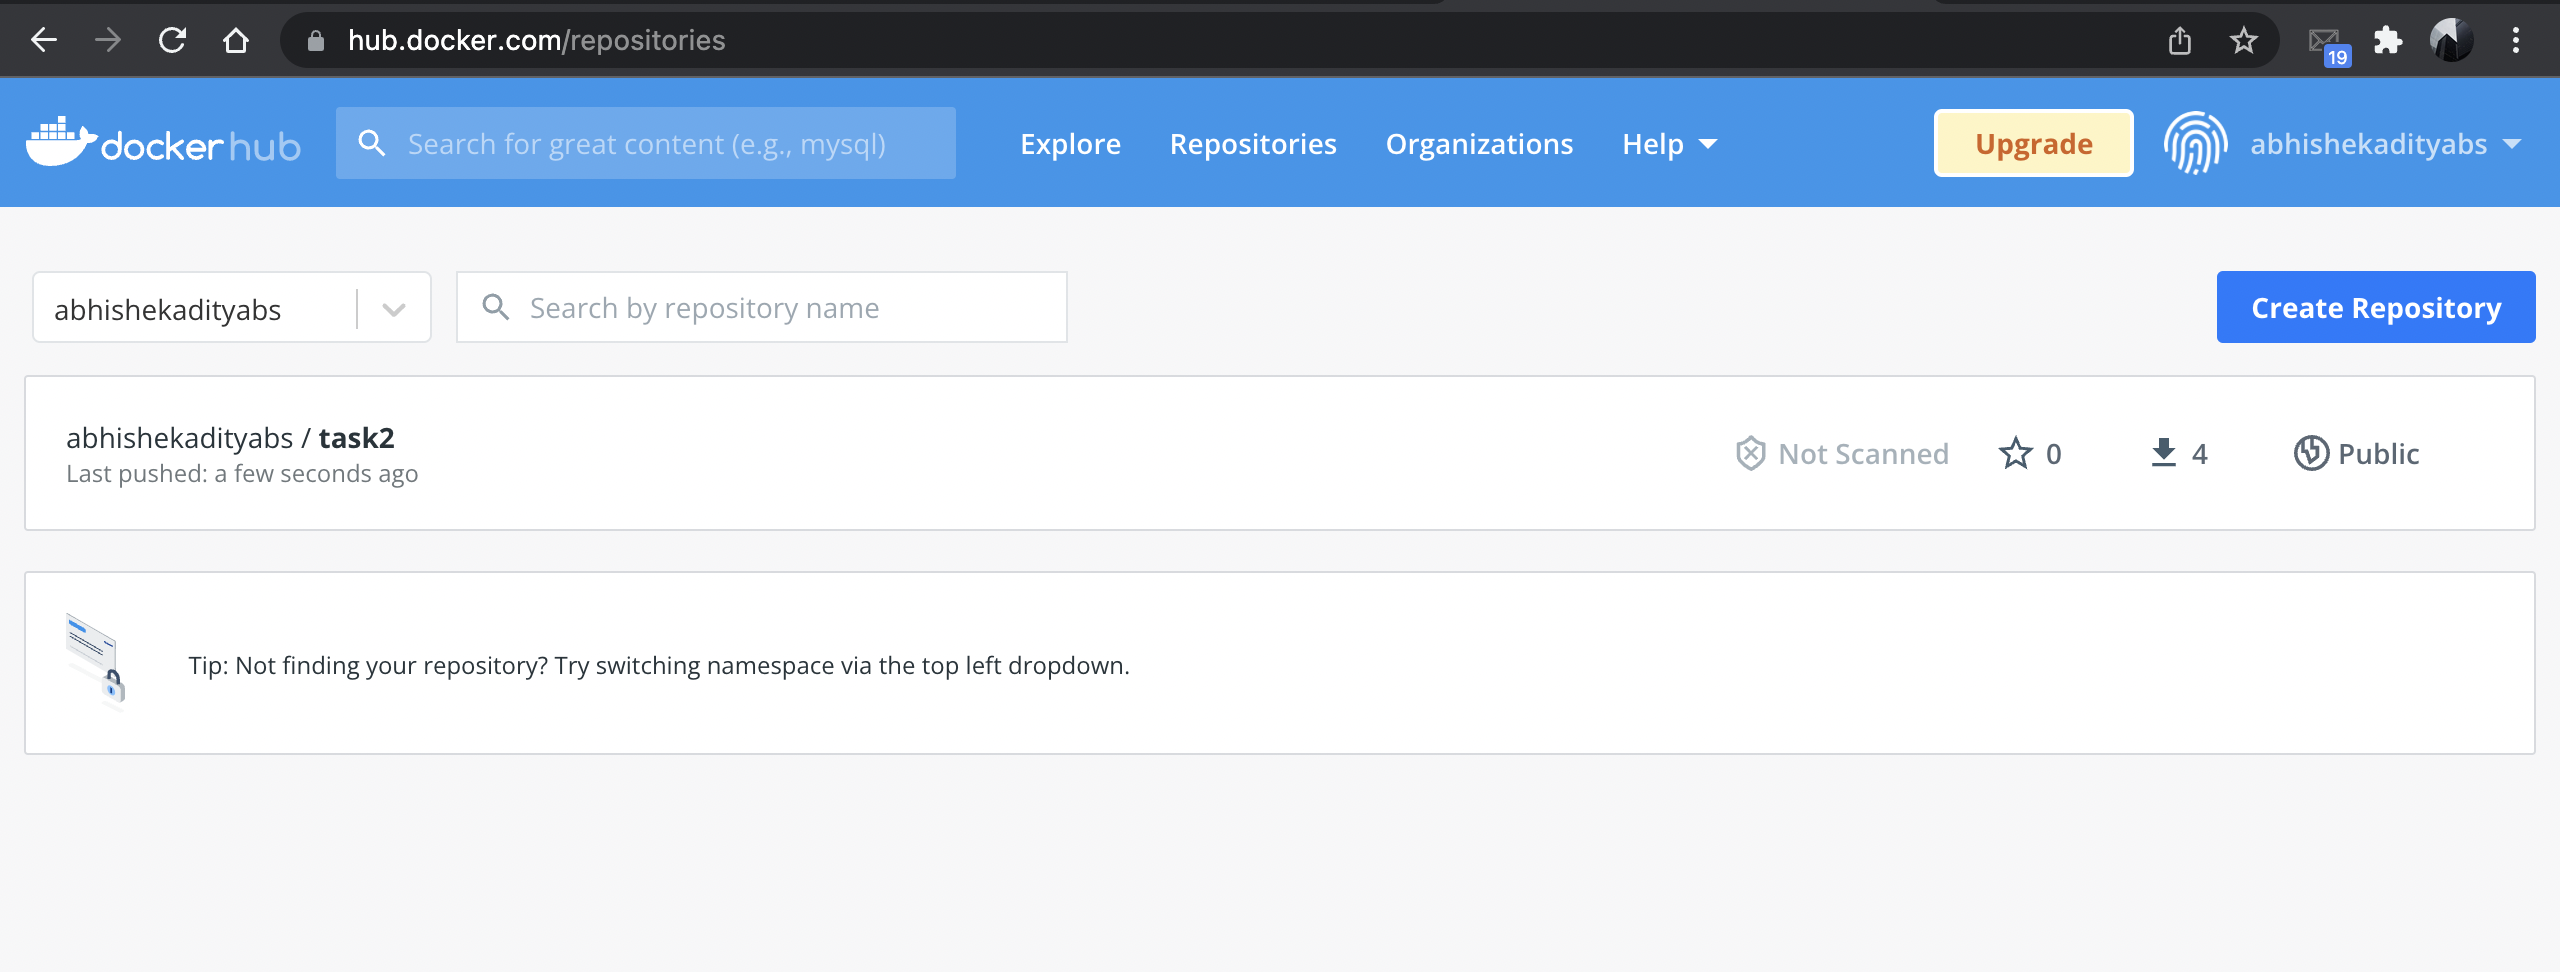 hub.docker.com/repositories
19
docker hub
Search for great content (e.g., mysql)
Explore
Repositories
Organizations
Help
Upgrade
abhishekadityabs
abhishekadityabs
Search by repository name
Create Repository
abhishekadityabs / task2
Last pushed: a few seconds ago
Not Scanned
0
4
Public
Tip: Not finding your repository? Try switching namespace via the top left dropdown.